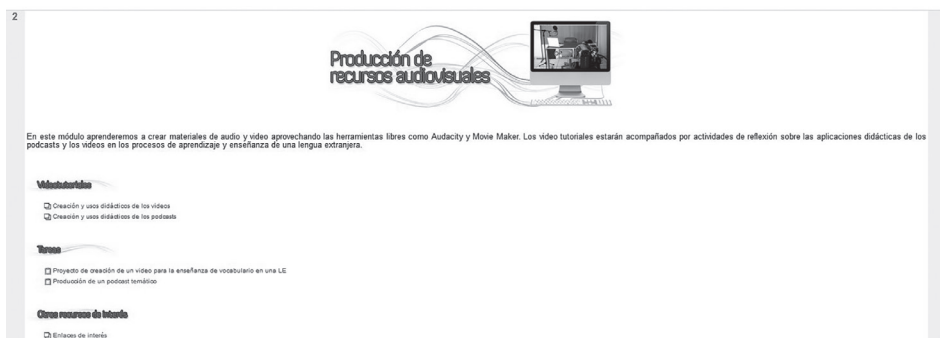 2
Producción de
recursos audiovisuales
En este módulo aprenderemos a crear materiales de audio y video aprovechando las herramientas libres como Audacity y Movie Maker. Los video tutoriales estarán acompañados por actividades de reflexión sobre las aplicaciones didácticas de los
podcasts y los videos en los procesos de aprendizaje y enseñanza de una lengua extranjera.
Videotutoriales
Creación y usos didácticos de los videos
Creación y usos didácticos de los podcasts
Tareas
Proyecto de creación de un video para la enseñanza de vocabulario en una LE
Producción de un podcast temático
Otros recursos de interés
Enlaces de interés